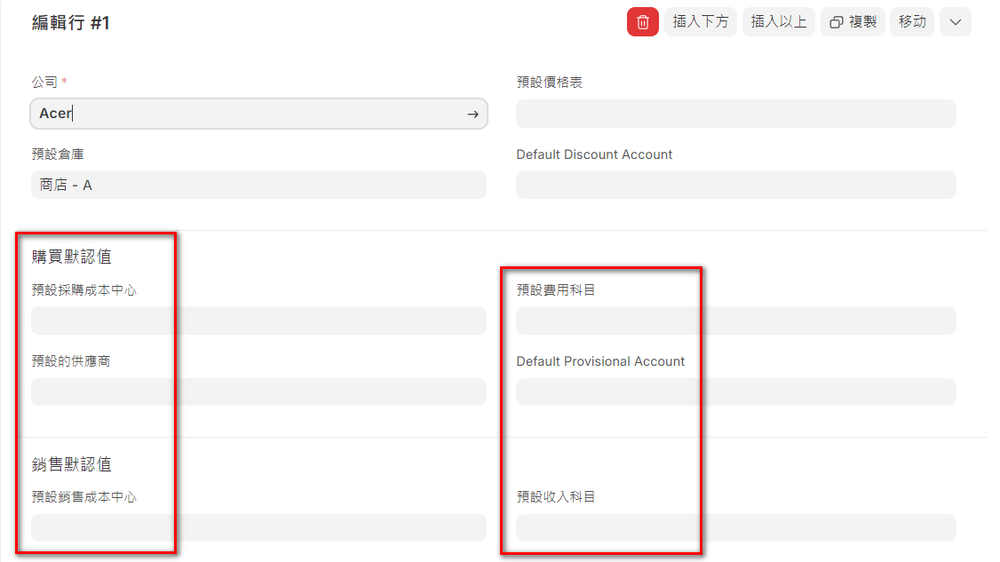 編輯行 #1
插入下方
插入以上
複製
移动
公司 *
預設價格表
Acer
預設倉庫
Default Discount Account
商店 - A
購買默認值
預設採購成本中心
預設費用科目
預設的供應商
Default Provisional Account
銷售默認值
預設銷售成本中心
預設收入科目